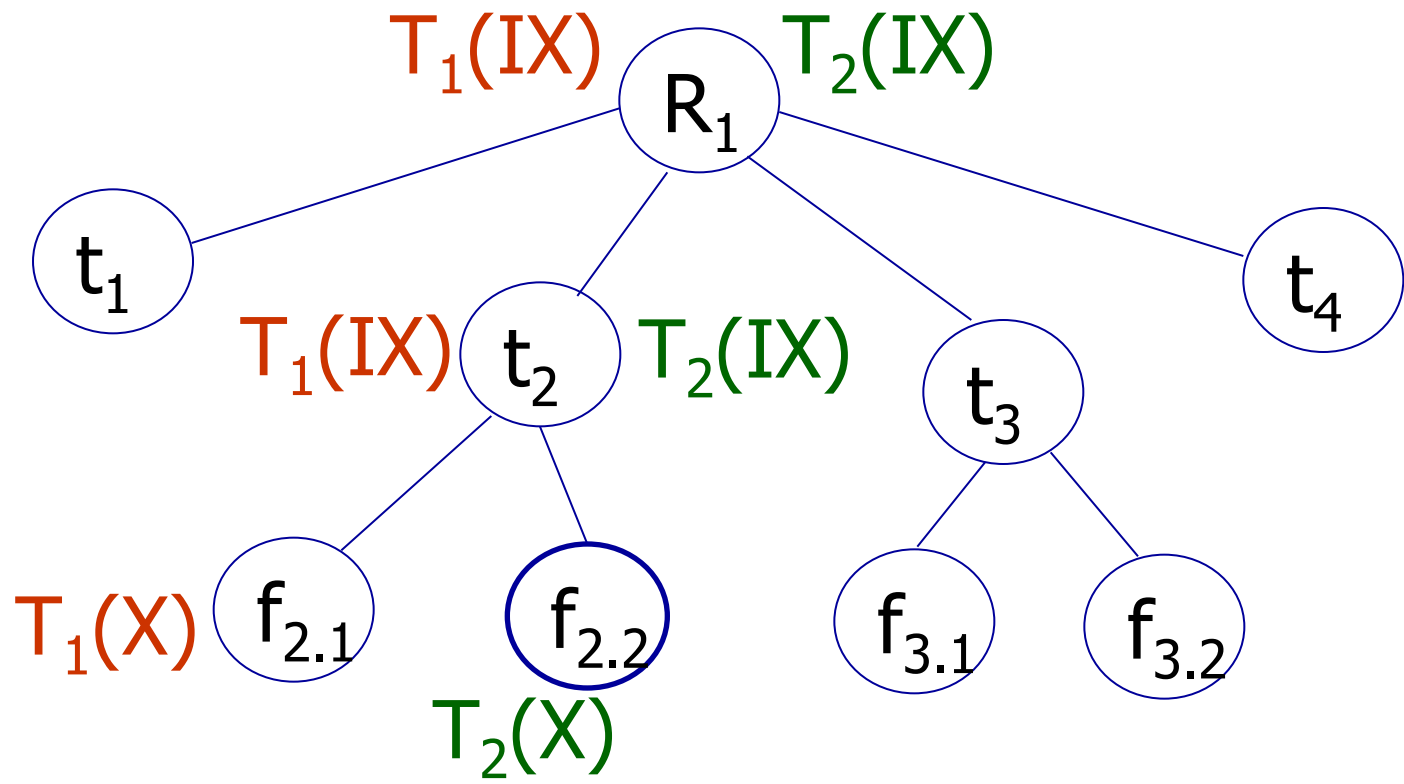 T₁(IX)
R₁
T₂(IX)
t₁
t₄
T₁(IX)
t₂
T₂(IX)
t₃
T₁(X)
f₂.₁
f₂.₂
f₃.₁
f₃.₂
T₂(X)